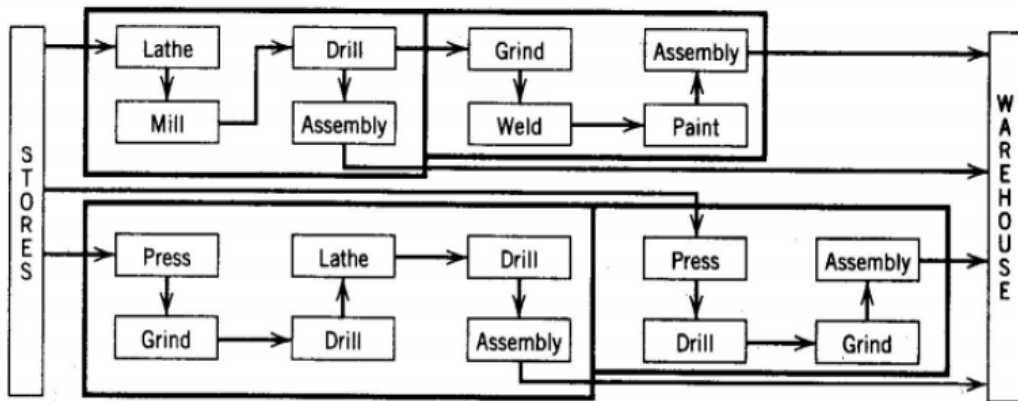 STORES
Lathe
Drill
Grind
Assembly
Mill
Assembly
Weld
Paint
Press
Lathe
Drill
Press
Assembly
Grind
Drill
Assembly
Drill
Grind
WAREHOUSE